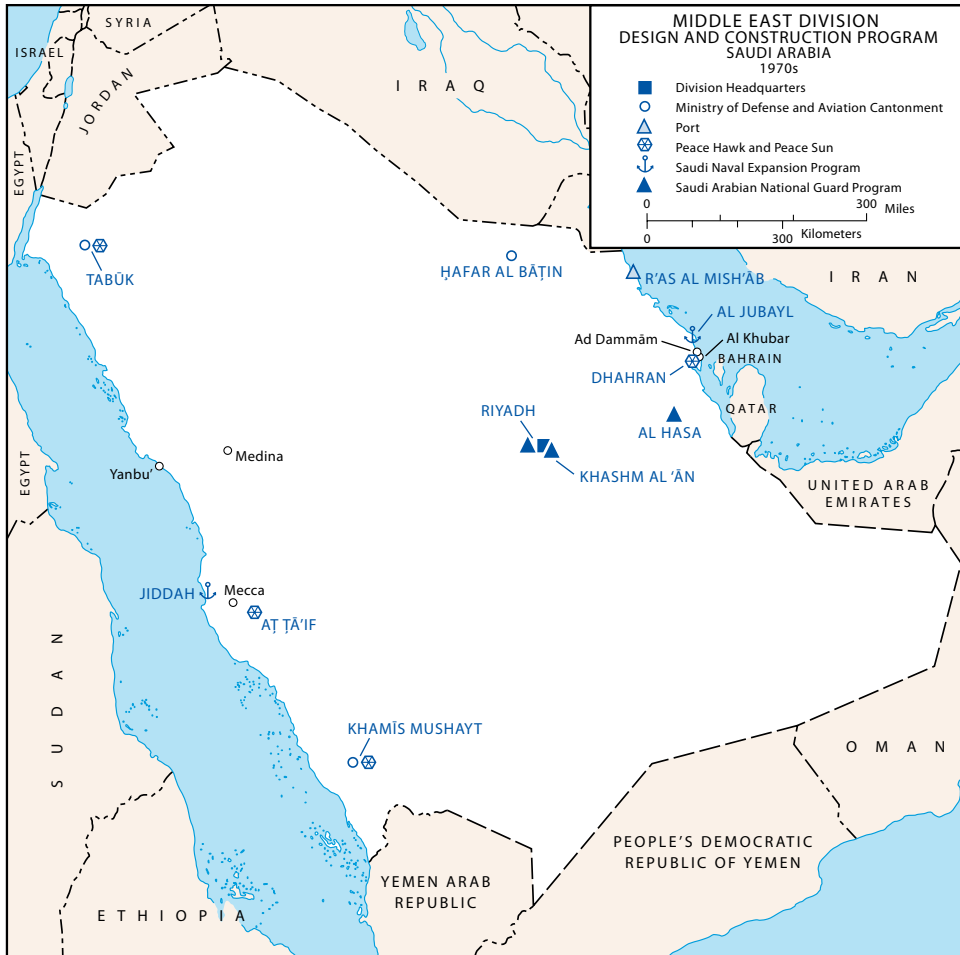 MIDDLE EAST DIVISION
DESIGN AND CONSTRUCTION PROGRAM
SAUDI ARABIA
1970s
Division Headquarters
Ministry of Defense and Aviation Cantonment
Port
Peace Hawk and Peace Sun
Saudi Naval Expansion Program
Saudi Arabian National Guard Program
0 300 Miles
0 300 Kilometers
SYRIA
ISRAEL
JORDAN
IRAQ
EGYPT
IRAN
TABŪK
ḤAFAR AL BĀṬIN
R'AS AL MISH'ĀB
AL JUBAYL
Ad Dammām
Al Khubar
BAHRAIN
DHAHRAN
QATAR
RIYADH
AL HASA
KHASHM AL 'ĀN
Medina
Yanbu'
EGYPT
UNITED ARAB
EMIRATES
JIDDAH
Mecca
AṬ ṬĀ'IF
SUDAN
KHAMĪS MUSHAYT
OMAN
PEOPLE'S DEMOCRATIC
REPUBLIC OF YEMEN
YEMEN ARAB
REPUBLIC
ETHIOPIA